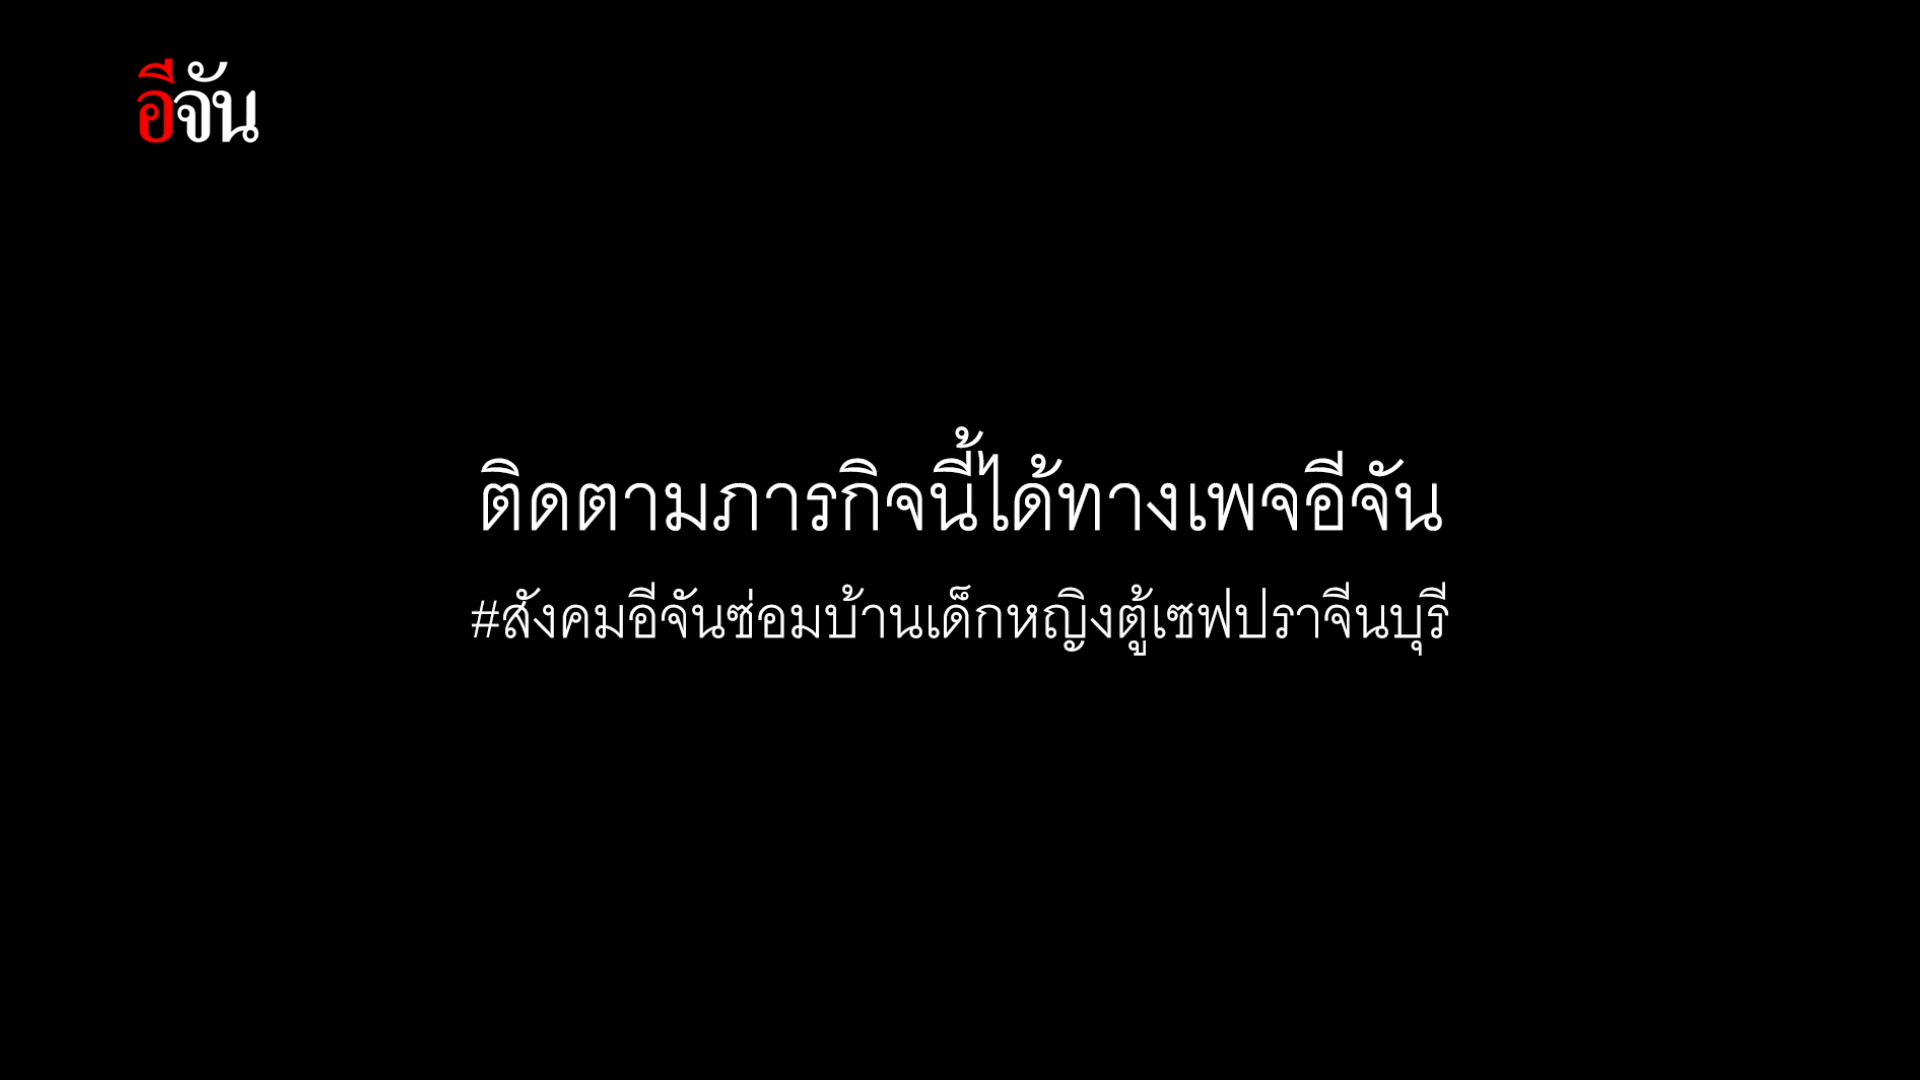 อีจัน
ติดตามภารกิจนี้ได้ทางเพจอีจัน
#สังคมอีจันซ่อมบ้านเด็กหญิงตู้เซฟปราจีนบุรี